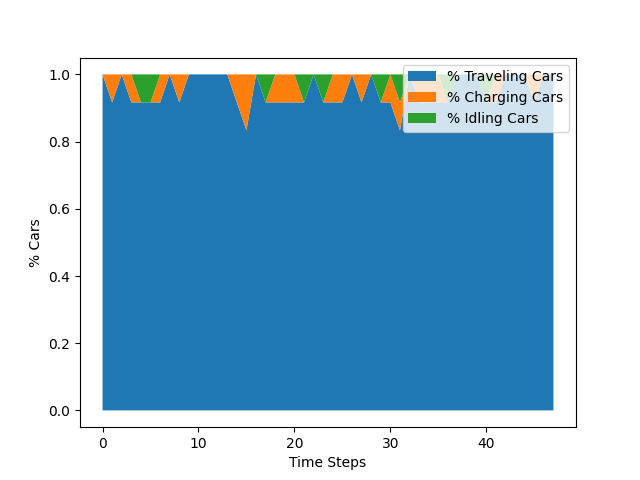 1.0
0.8
0.6
0.4
0.2
0.0
% Cars
% Traveling Cars
% Charging Cars
% Idling Cars
0 10 20 30 40
Time Steps